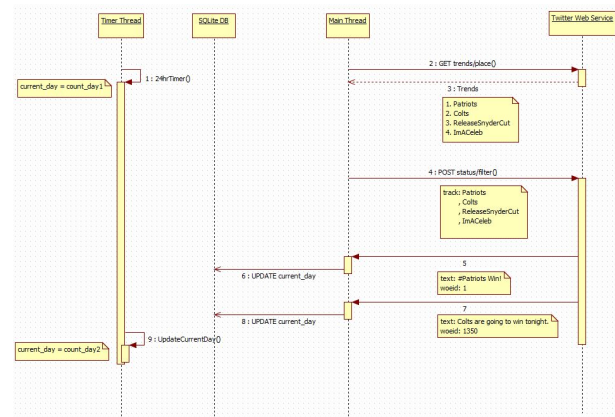 Timer Thread
SQLite DB
Main Thread
Twitter Web Service
2 : GET trends/place()
1 : 24hrTimer()
current_day = count_day1
3 : Trends
1. Patriots
2. Colts
3. ReleaseSnyderCut
4. ImACeleb
4 : POST status/filter()
track: Patriots
, Colts
, ReleaseSnyderCut
, ImACeleb
5
6 : UPDATE current_day
text: #Patriots Win!
woeid: 1
7
8 : UPDATE current_day
text: Colts are going to win tonight.
woeid: 1350
9 : UpdateCurrentDay()
current_day = count_day2